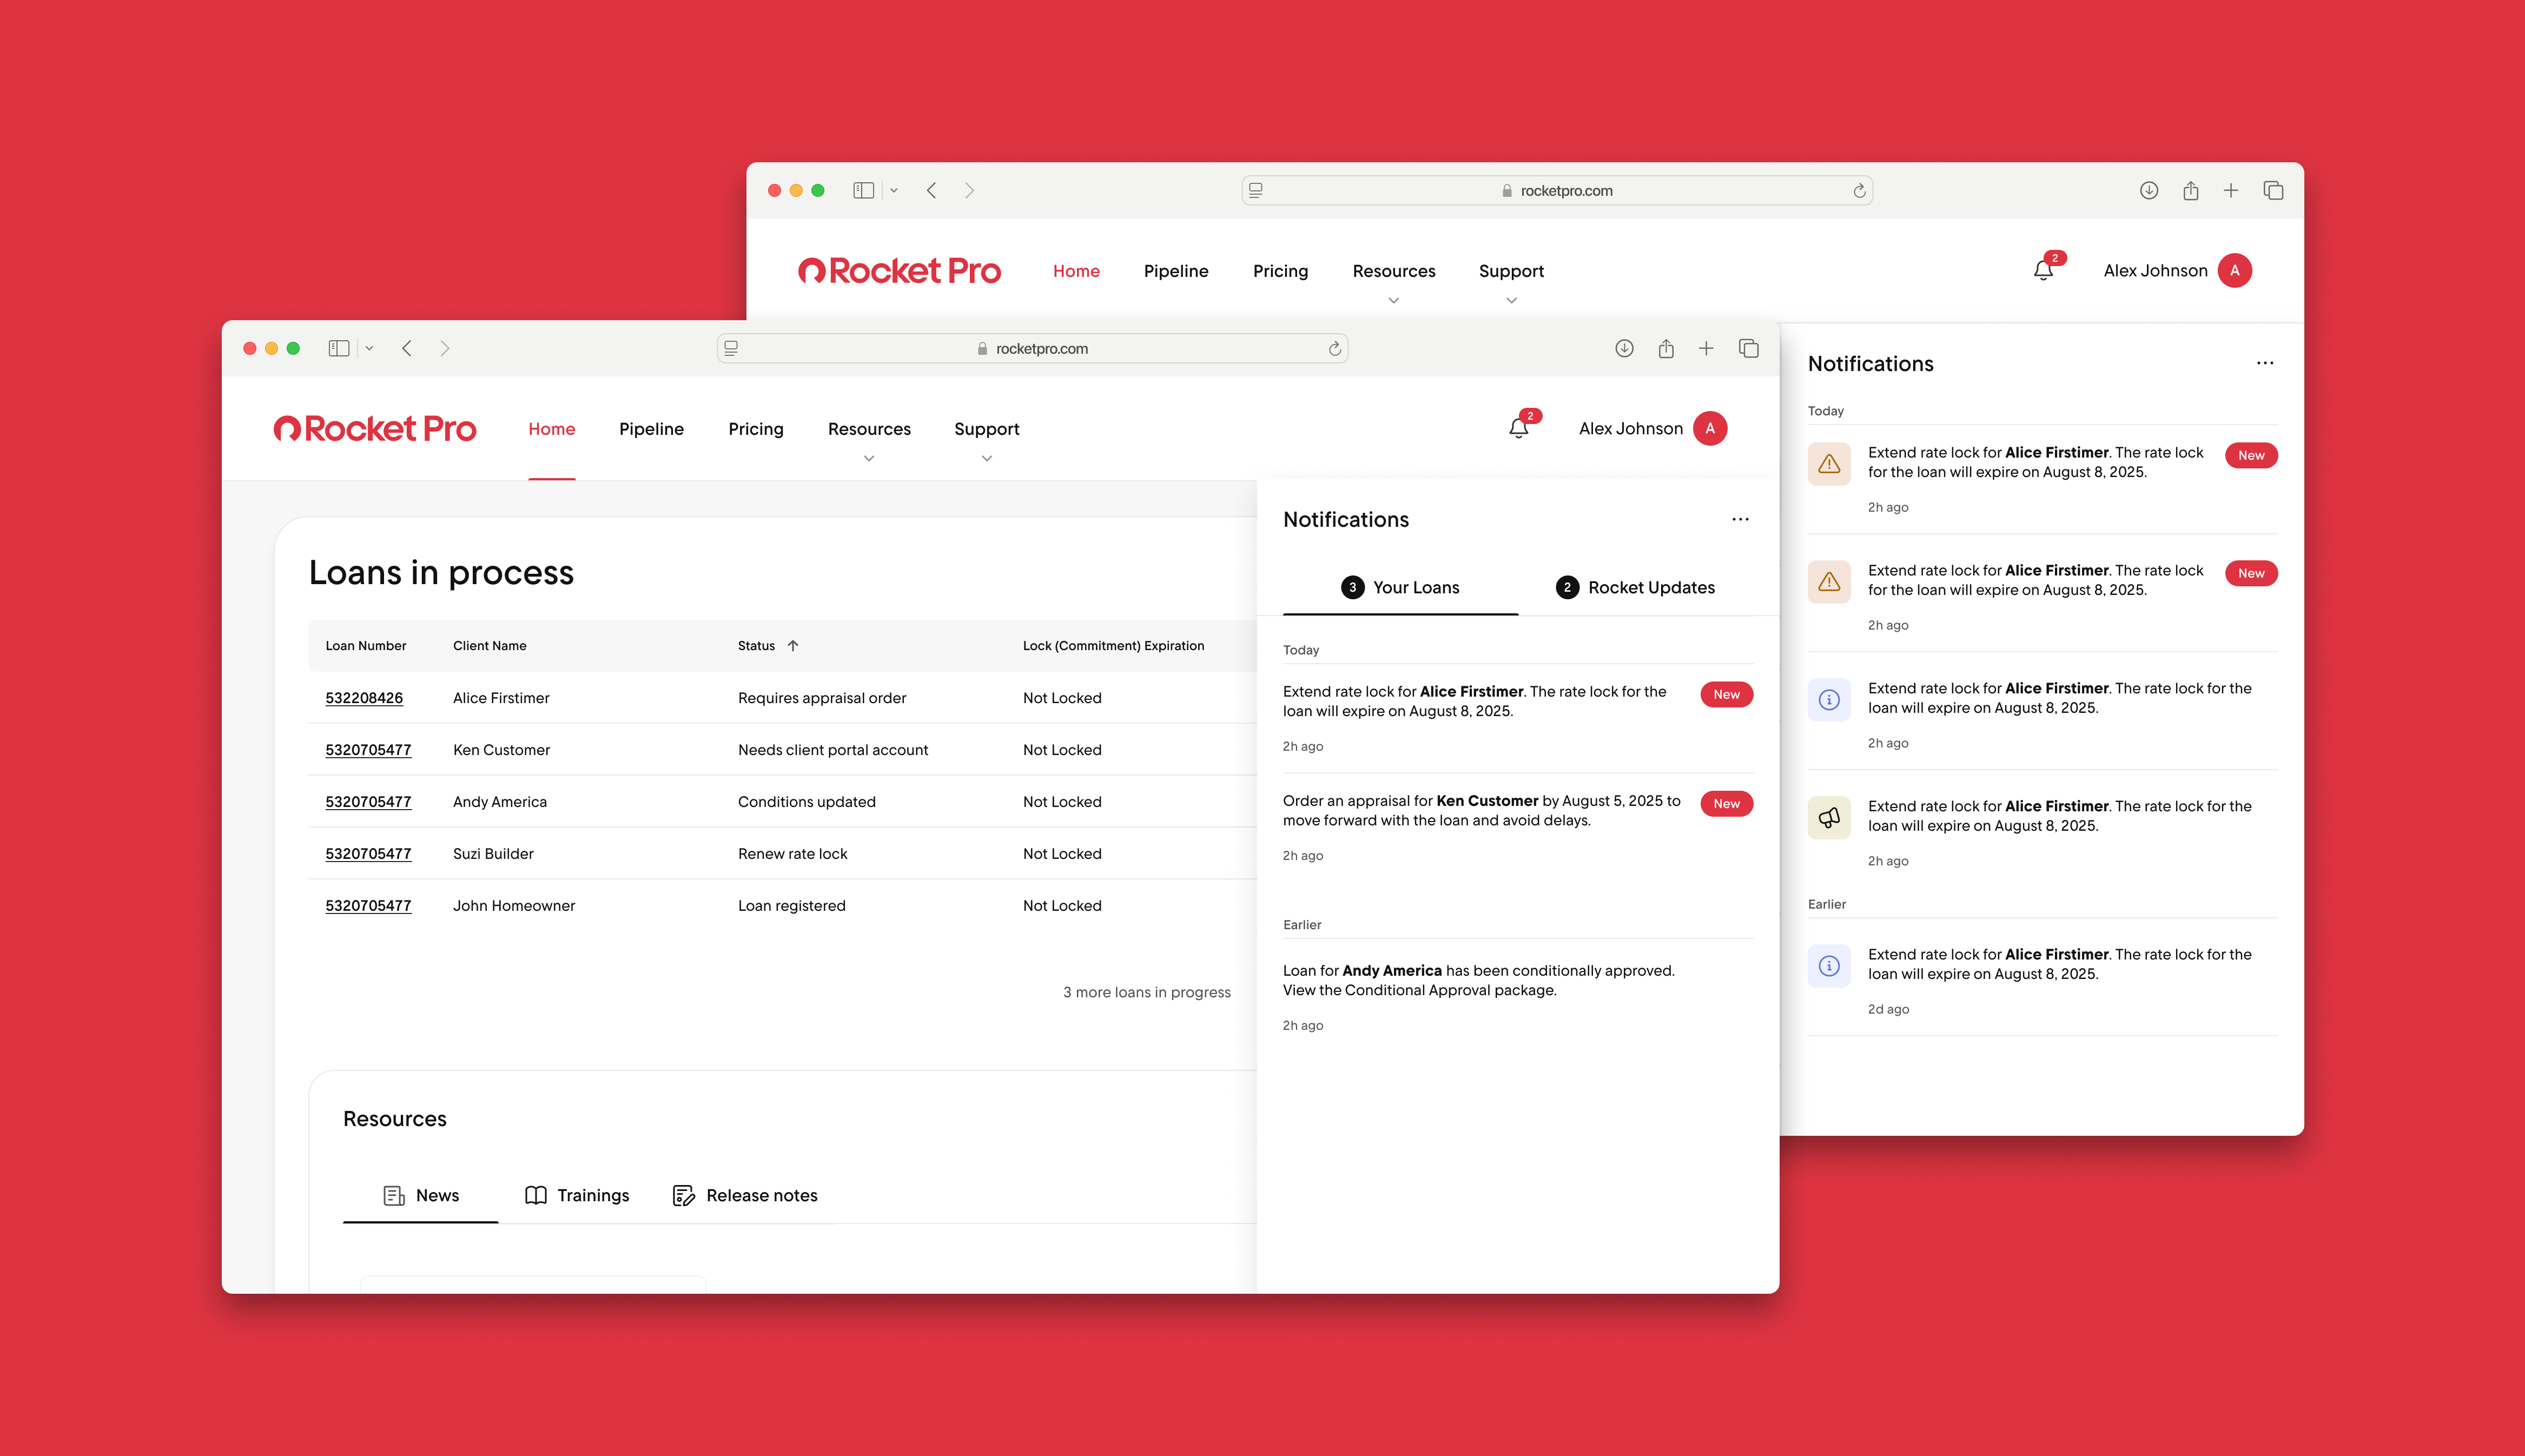 rocketpro.com
Rocket Pro
Home
Pipeline
Pricing
Resources
Support
2
Alex Johnson
A
Notifications
Today
Extend rate lock for Alice Firstimer. The rate lock
for the loan will expire on August 8, 2025.
New
2h ago
Extend rate lock for Alice Firstimer. The rate lock
for the loan will expire on August 8, 2025.
New
2h ago
Extend rate lock for Alice Firstimer. The rate lock for the
loan will expire on August 8, 2025.
2h ago
Extend rate lock for Alice Firstimer. The rate lock for the
loan will expire on August 8, 2025.
2h ago
Earlier
Extend rate lock for Alice Firstimer. The rate lock for the
loan will expire on August 8, 2025.
2d ago
rocketpro.com
Rocket Pro
Home
Pipeline
Pricing
Resources
Support
2
Alex Johnson
A
Loans in process
Loan Number Client Name Status Lock (Commitment) Expiration
532208426 Alice Firstimer Requires appraisal order Not Locked
5320705477 Ken Customer Needs client portal account Not Locked
5320705477 Andy America Conditions updated Not Locked
5320705477 Suzi Builder Renew rate lock Not Locked
5320705477 John Homeowner Loan registered Not Locked
3 more loans in progress
Resources
News
Trainings
Release notes
Notifications
3 Your Loans
2 Rocket Updates
Today
Extend rate lock for Alice Firstimer. The rate lock for the
loan will expire on August 8, 2025.
New
2h ago
Order an appraisal for Ken Customer by August 5, 2025 to
move forward with the loan and avoid delays.
New
2h ago
Earlier
Loan for Andy America has been conditionally approved.
View the Conditional Approval package.
2h ago